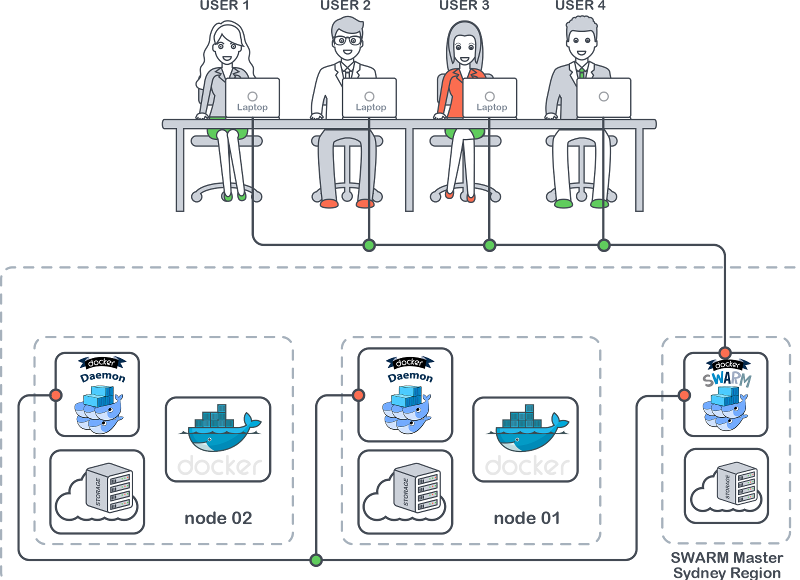 USER 1
USER 2
USER 3
USER 4
Laptop
Laptop
Laptop
docker
Daemon
docker
Daemon
docker
SWARM
docker
docker
STORAGE
STORAGE
STORAGE
node 02
node 01
SWARM Master
Sydney Region